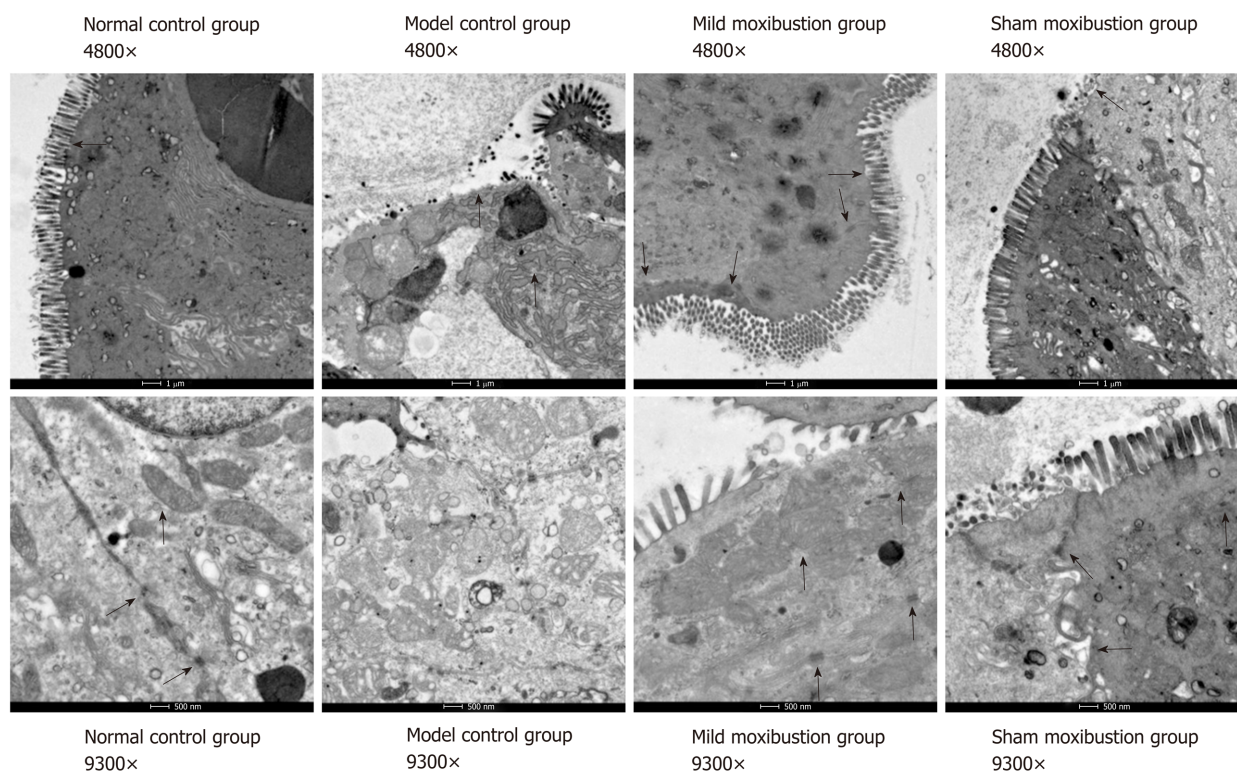 Normal control group
4800×
Model control group
4800×
Mild moxibustion group
4800×
Sham moxibustion group
4800×
1 μm
1 μm
1 μm
1 μm
500 nm
500 nm
500 nm
500 nm
Normal control group
9300×
Model control group
9300×
Mild moxibustion group
9300×
Sham moxibustion group
9300×